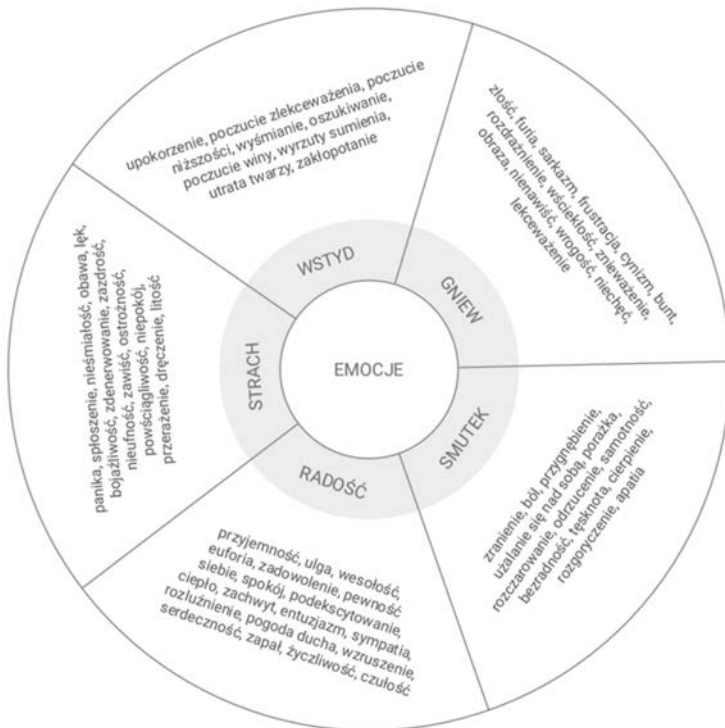 upokorzenie, poczucie zlekceważenia, poczucie
niższości, wyśmianie, oszukiwanie,
poczucie winy, wyrzuty sumienia,
utrata twarzy, zakłopotanie
WSTYD
złość, furia, sarkazm, frustracja, cynizm, bunt,
rozdrażnienie, wściekłość, znieważenie,
obraza, nienawiść, wrogość, niechęć,
lekceważenie
GNIEW
panika, spłoszenie, nieśmiałość, obawa, lęk,
bojaźliwość, zdenerwowanie, zazdrość,
nieufność, zawiść, ostrożność,
powściągliwość, niepokój,
przerażenie, dręczenie, litość
STRACH
EMOCJE
SMUTEK
zranienie, ból, przygnębienie,
użalanie się nad sobą, porażka,
rozczarowanie, odrzucenie, samotność,
bezradność, tęsknota, cierpienie,
rozgonyczenie, apatia
RADOŚĆ
przyjemność, ulga, wesołość,
euforia, zadowolenie, pewność
siebie, spokój, podekscytowanie,
ciepło, zachwyt, entuzjazm, sympatia,
rozluźnienie, pogoda ducha, wzruszenie,
serdeczność, zapał, życzliwość, czułość